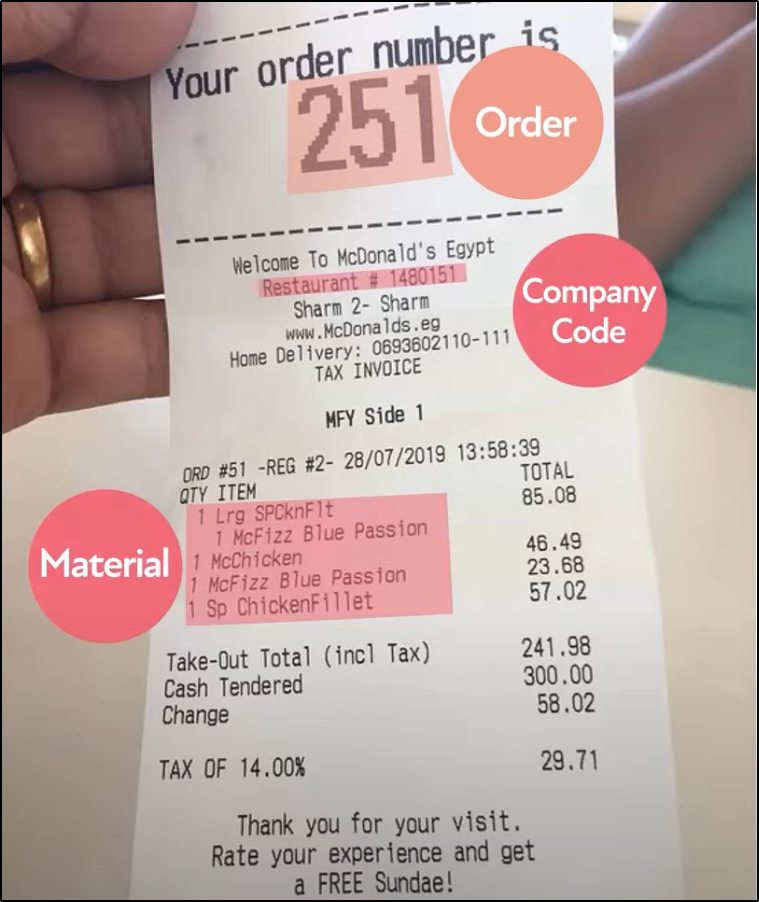 Your order number is
251
Order
Welcome To McDonald's Egypt
Restaurant # 1480151
Sharm 2- Sharm
www.McDonalds.eg
Home Delivery: 0693602110-111
TAX INVOICE
Company
Code
MFY Side 1
ORD #51 -REG #2- 28/07/2019 13:58:39
QTY ITEM TOTAL
1 Lrg SPCknFlt 85.08
1 McFizz Blue Passion
1 McChicken 46.49
1 McFizz Blue Passion 23.68
1 Sp ChickenFillet 57.02
Material
Take-Out Total (incl Tax) 241.98
Cash Tendered 300.00
Change 58.02
TAX OF 14.00% 29.71
Thank you for your visit.
Rate your experience and get
a FREE Sundae!